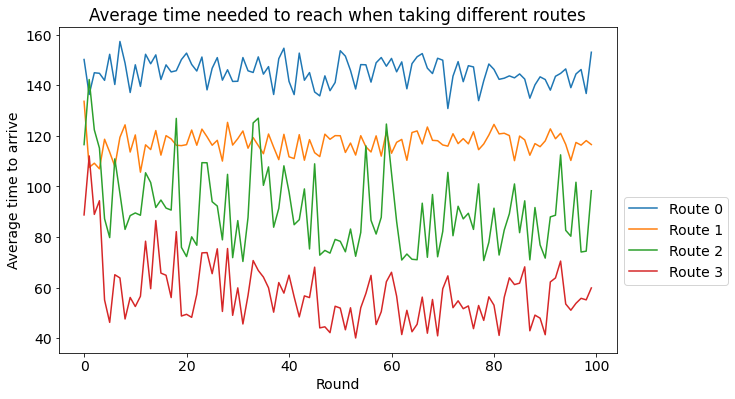 Average time needed to reach when taking different routes
Average time to arrive
160
140
120
100
80
60
40
0
20
40
60
80
100
Round
Route 0
Route 1
Route 2
Route 3